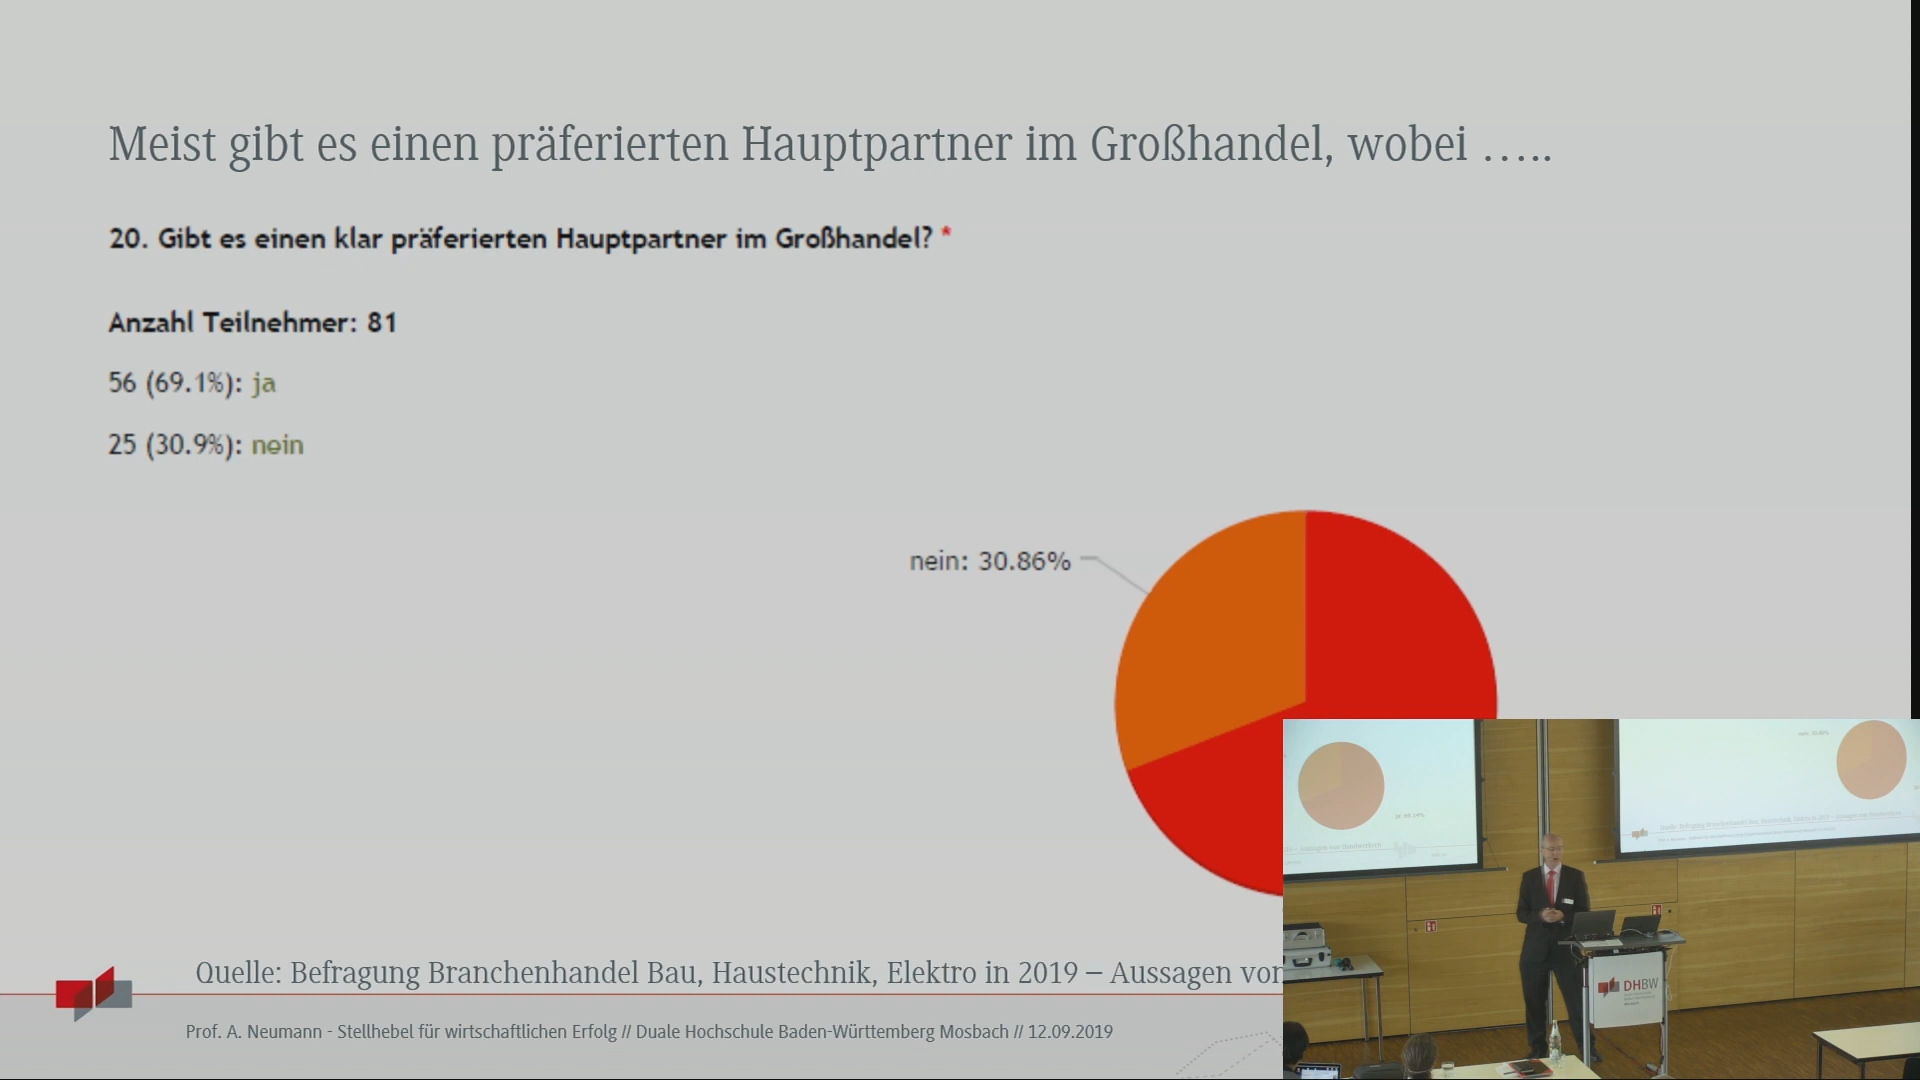 Meist gibt es einen präferierten Hauptpartner im Großhandel, wobei …..
20. Gibt es einen klar präferierten Hauptpartner im Großhandel? *
Anzahl Teilnehmer: 81
56 (69.1%): ja
25 (30.9%): nein
nein: 30.86%
Quelle: Befragung Branchenhandel Bau, Haustechnik, Elektro in 2019 – Aussagen von
Prof. A. Neumann - Stellhebel für wirtschaftlichen Erfolg // Duale Hochschule Baden-Württemberg Mosbach // 12.09.2019
DHBW